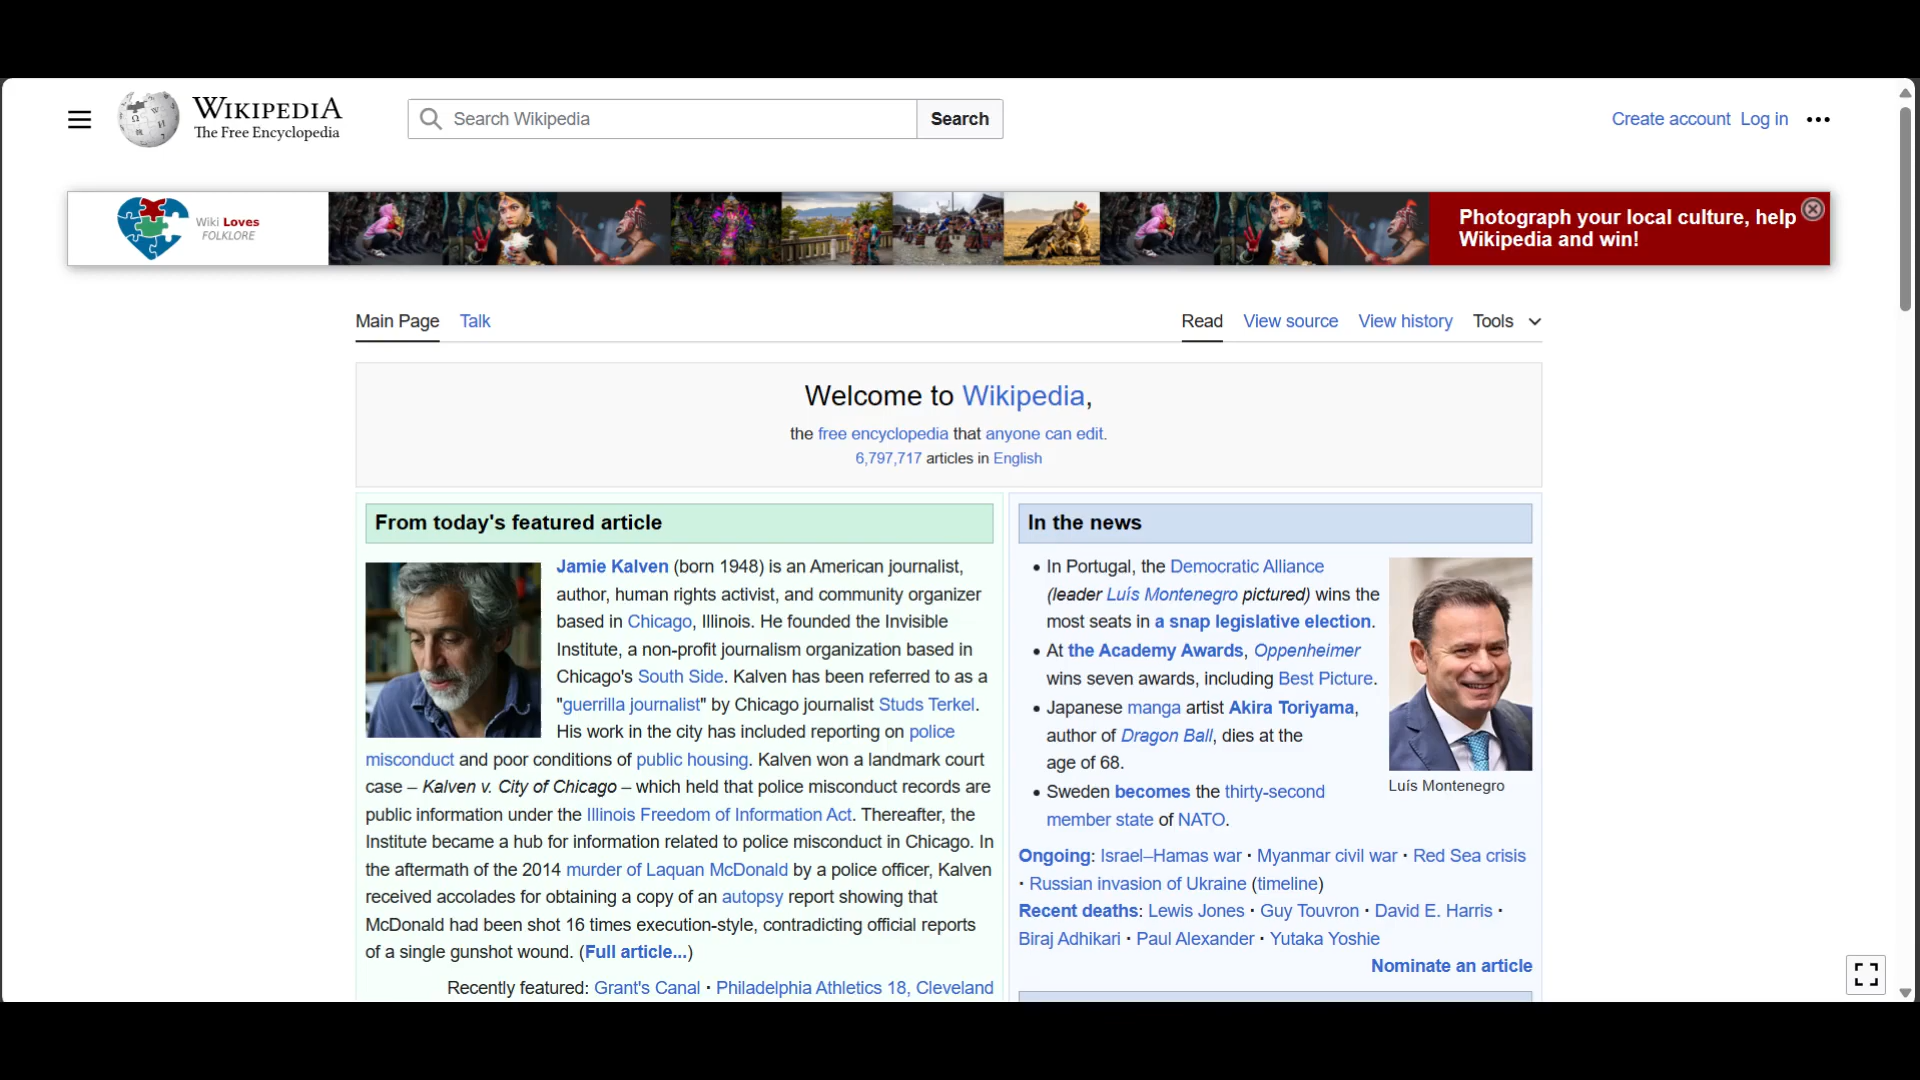 WIKIPEDIA
The Free Encyclopedia
Search Wikipedia
Search
Create account Log in
Wiki Loves
FOLKLORE
Photograph your local culture, help
Wikipedia and win!
Main Page Talk
Read View source View history Tools
Welcome to Wikipedia,
the free encyclopedia that anyone can edit.
6,797,717 articles in English
From today's featured article
Jamie Kalven (born 1948) is an American journalist,
author, human rights activist, and community organizer
based in Chicago, Illinois. He founded the Invisible
Institute, a non-profit journalism organization based in
Chicago's South Side. Kalven has been referred to as a
"guerrilla journalist" by Chicago journalist Studs Terkel.
His work in the city has included reporting on police
misconduct and poor conditions of public housing. Kalven won a landmark court
case – Kalven v. City of Chicago – which held that police misconduct records are
public information under the Illinois Freedom of Information Act. Thereafter, the
Institute became a hub for information related to police misconduct in Chicago. In
the aftermath of the 2014 murder of Laquan McDonald by a police officer, Kalven
received accolades for obtaining a copy of an autopsy report showing that
McDonald had been shot 16 times execution-style, contradicting official reports
of a single gunshot wound. (Full article...)
Recently featured: Grant's Canal · Philadelphia Athletics 18, Cleveland
In the news
• In Portugal, the Democratic Alliance
(leader Luís Montenegro pictured) wins the
most seats in a snap legislative election.
• At the Academy Awards, Oppenheimer
wins seven awards, including Best Picture.
• Japanese manga artist Akira Toriyama,
author of Dragon Ball, dies at the
age of 68.
• Sweden becomes the thirty-second
member state of NATO.
Luís Montenegro
Ongoing: Israel–Hamas war · Myanmar civil war · Red Sea crisis
· Russian invasion of Ukraine (timeline)
Recent deaths: Lewis Jones · Guy Touvron · David E. Harris ·
Biraj Adhikari · Paul Alexander · Yutaka Yoshie
Nominate an article